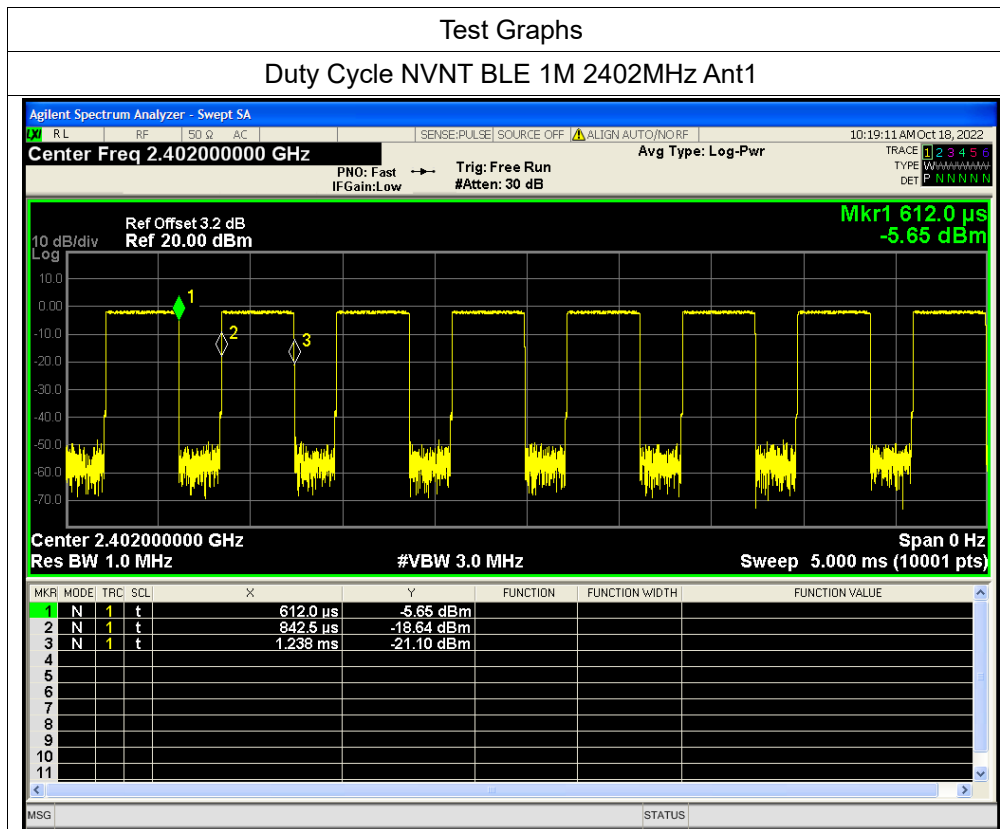 Test Graphs
Duty Cycle NVNT BLE 1M 2402MHz Ant1
Agilent Spectrum Analyzer - Swept SA
LXI RL RF 50 Ω AC SENSE:PULSE SOURCE OFF ALIGN AUTO/NO RF 10:19:11 AM Oct 18, 2022
Center Freq 2.402000000 GHz Avg Type: Log-Pwr TRACE 1 2 3 4 5 6
PNO: Fast Trig: Free Run TYPE WWWWWW
IFGain:Low #Atten: 30 dB DET P N N N N N
Mkr1 612.0 µs
-5.65 dBm
Ref Offset 3.2 dB
10 dB/div Ref 20.00 dBm
Log
10.0
0.00
-10.0
-20.0
-30.0
-40.0
-50.0
-60.0
-70.0
1
2
3
Center 2.402000000 GHz Span 0 Hz
Res BW 1.0 MHz #VBW 3.0 MHz Sweep 5.000 ms (10001 pts)
MKR MODE TRC SCL X Y FUNCTION FUNCTION WIDTH FUNCTION VALUE
1 N 1 t 612.0 µs -5.65 dBm
2 N 1 t 842.5 µs -18.64 dBm
3 N 1 t 1.238 ms -21.10 dBm
4
5
6
7
8
9
10
11
MSG STATUS